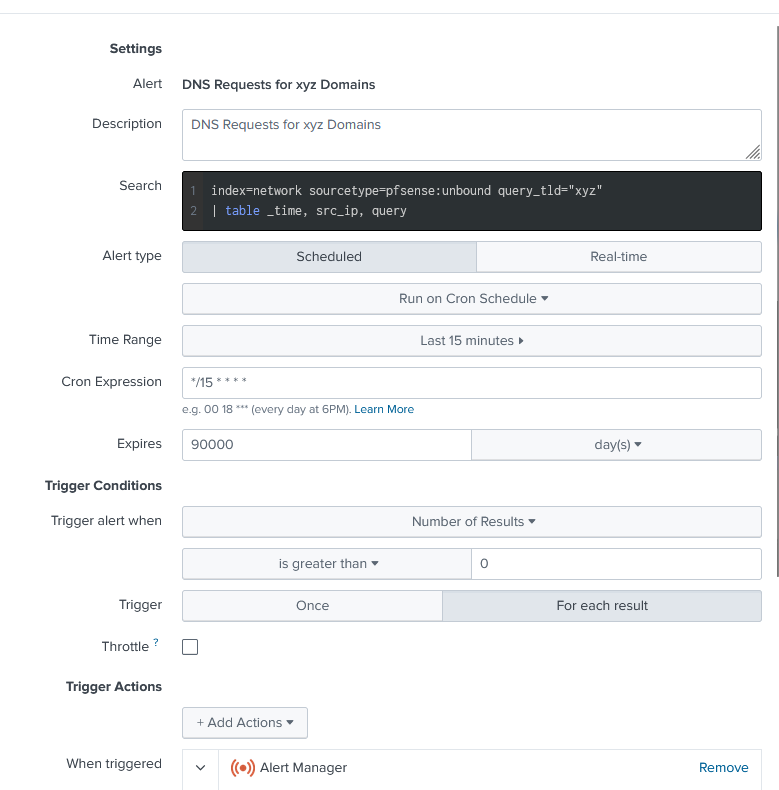 Settings
Alert DNS Requests for xyz Domains
Description DNS Requests for xyz Domains
Search 1 index=network sourcetype=pfsense:unbound query_tld="xyz"
2 | table _time, src_ip, query
Alert type Scheduled Real-time
Run on Cron Schedule
Time Range Last 15 minutes
Cron Expression */15 * * * *
e.g. 00 18 *** (every day at 6PM). Learn More
Expires 90000 day(s)
Trigger Conditions
Trigger alert when Number of Results
is greater than 0
Trigger Once For each result
Throttle ?
Trigger Actions
+ Add Actions
When triggered Alert Manager Remove